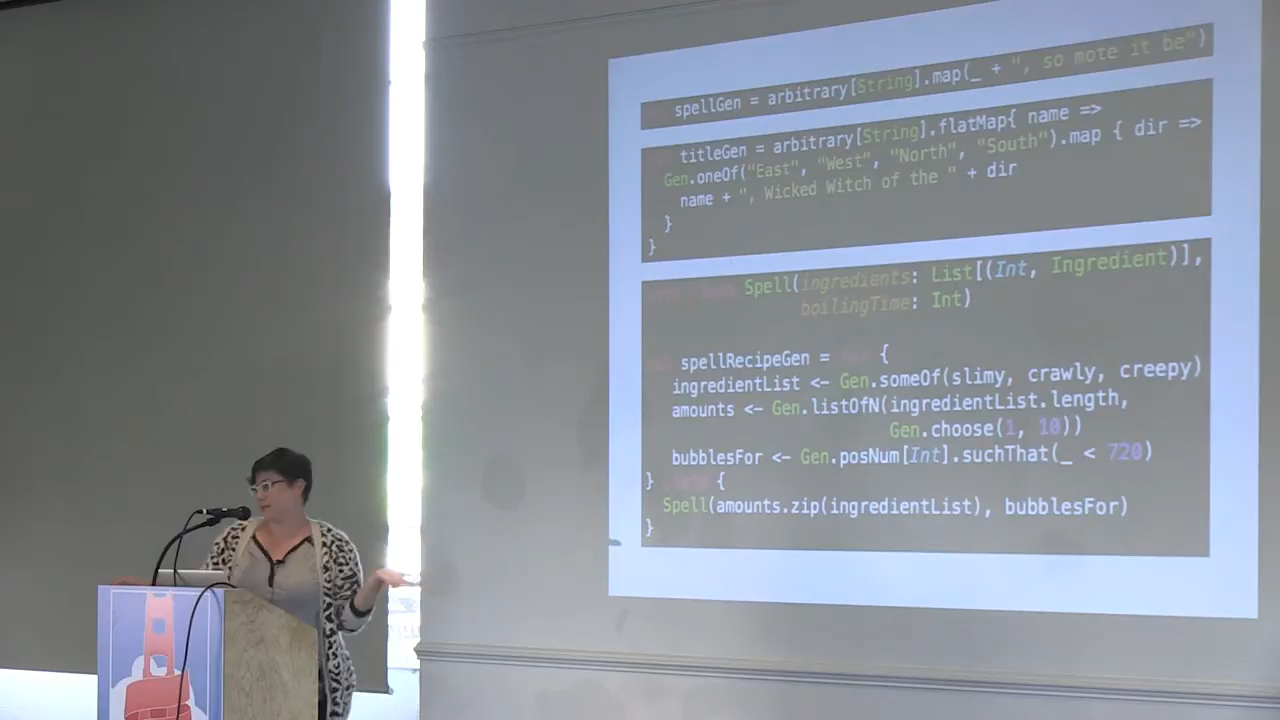 spellGen = arbitrary[String].map(_ + ", so mote it be")
titleGen = arbitrary[String].flatMap{ name =>
Gen.oneOf("East", "West", "North", "South").map { dir =>
name + ", Wicked Witch of the " + dir
}
}
Spell(ingredients: List[(Int, Ingredient)],
boilingTime: Int)
spellRecipeGen = {
ingredientList <- Gen.someOf(slimy, crawly, creepy)
amounts <- Gen.listOfN(ingredientList.length,
Gen.choose(1, 10))
bubblesFor <- Gen.posNum[Int].suchThat(_ < 720)
} {
Spell(amounts.zip(ingredientList), bubblesFor)
}